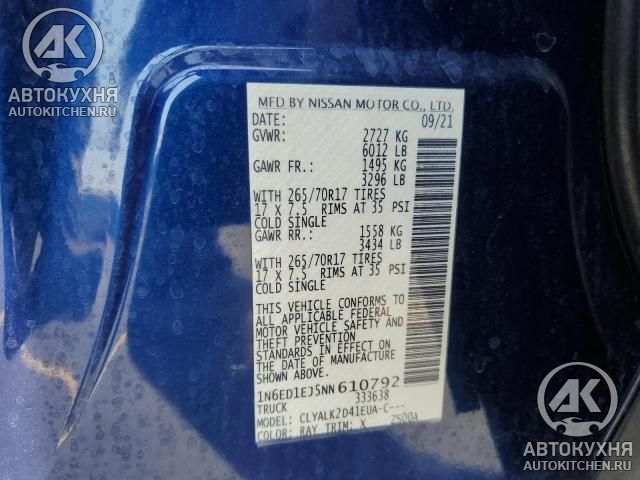 AK
АВТОКУХНЯ
AUTOKITCHEN.RU
MFD BY NISSAN MOTOR CO., LTD.
DATE: 09/21
GVWR: 2727 KG
6012 LB
GAWR FR.: 1495 KG
3296 LB
WITH 265/70R17 TIRES
17 X 7.5 RIMS AT 35 PSI
COLD SINGLE
GAWR RR.: 1558 KG
3434 LB
WITH 265/70R17 TIRES
17 X 7.5 RIMS AT 35 PSI
COLD SINGLE
THIS VEHICLE CONFORMS TO
ALL APPLICABLE FEDERAL
MOTOR VEHICLE SAFETY AND
THEFT PREVENTION
STANDARDS IN EFFECT ON
THE DATE OF MANUFACTURE
SHOWN ABOVE.
1N6ED1EJ5NN610792
TRUCK 333638
MODEL: CLYALK2D41EUA-C---
COLOR: RAY TRIM: X ZS00A
AK
АВТОКУХНЯ
AUTOKITCHEN.RU